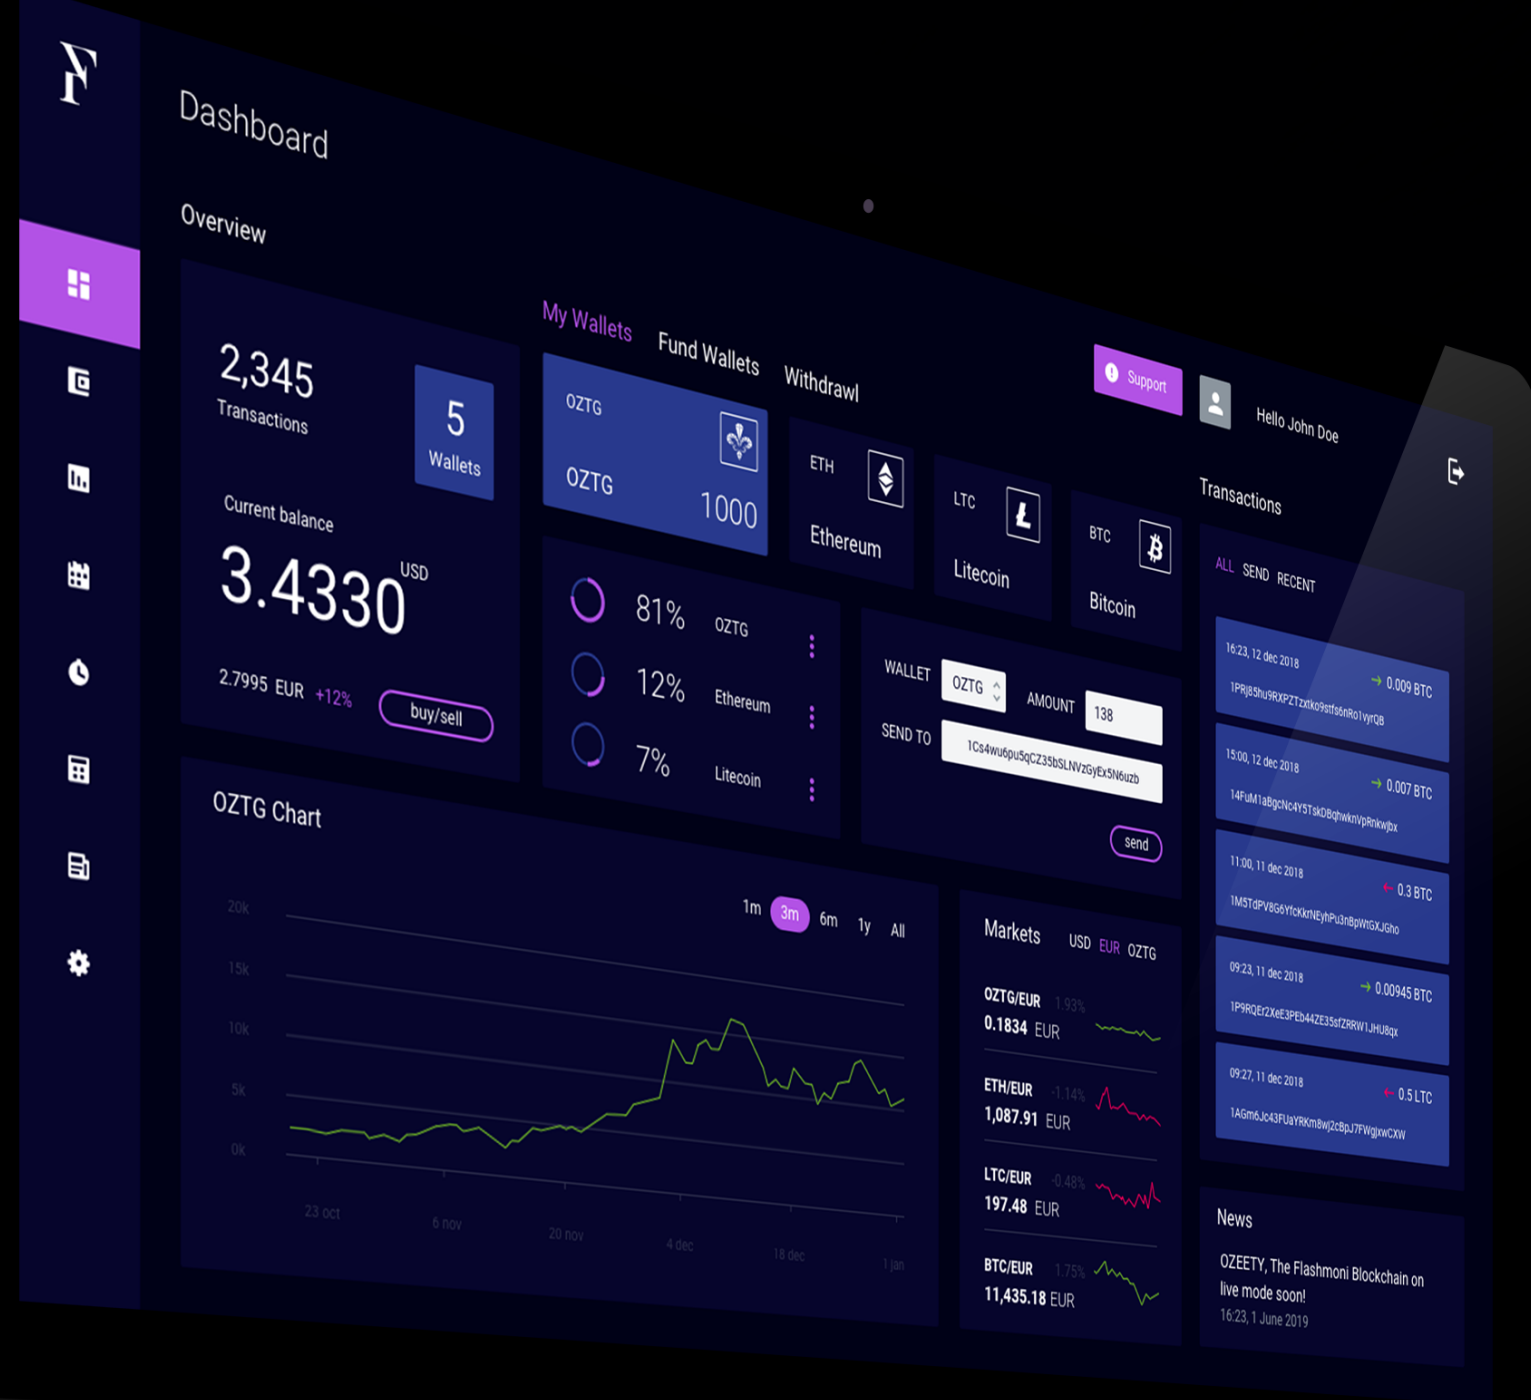 Dashboard
Overview
2,345
Transactions
5
Wallets
Current balance
3.4330 USD
2.7995 EUR +12%
buy/sell
My Wallets Fund Wallets Withdrawl
OZTG
OZTG 1000
ETH
Ethereum
LTC
Litecoin
BTC
Bitcoin
Support
Hello John Doe
81% OZTG
12% Ethereum
7% Litecoin
WALLET OZTG AMOUNT 138
SEND TO 1Cs4wu6pu5qCZ35bSLNVzGyEx5N6uzb
send
Transactions
ALL SEND RECENT
16:23, 12 dec 2018
→ 0.009 BTC
1PRj85hu9RXPZTzxtko9stfs6nRo1vyrQB
15:00, 12 dec 2018
→ 0.007 BTC
14FuM1aBgcNc4Y5TskDBqhwknVpRnkwjbx
11:00, 11 dec 2018
← 0.3 BTC
1M5TdPV8G6YfcKkrNEyhPu3nBpWtGXJGho
09:23, 11 dec 2018
→ 0.00945 BTC
1P9RQEr2XeE3PEb44ZE35sfZRRW1JHU8qx
09:27, 11 dec 2018
← 0.5 LTC
1AGm6Jc43FUaYRKm8wj2cBpJ7FWgjxwCXW
OZTG Chart
1m 3m 6m 1y All
20k
15k
10k
5k
0k
23 oct 6 nov 20 nov 4 dec 18 dec 1 jan
Markets USD EUR OZTG
OZTG/EUR 1.93%
0.1834 EUR
ETH/EUR -1.14%
1,087.91 EUR
LTC/EUR -0.48%
197.48 EUR
BTC/EUR 1.75%
11,435.18 EUR
News
OZEETY, The Flashmoni Blockchain on
live mode soon!
16:23, 1 June 2019